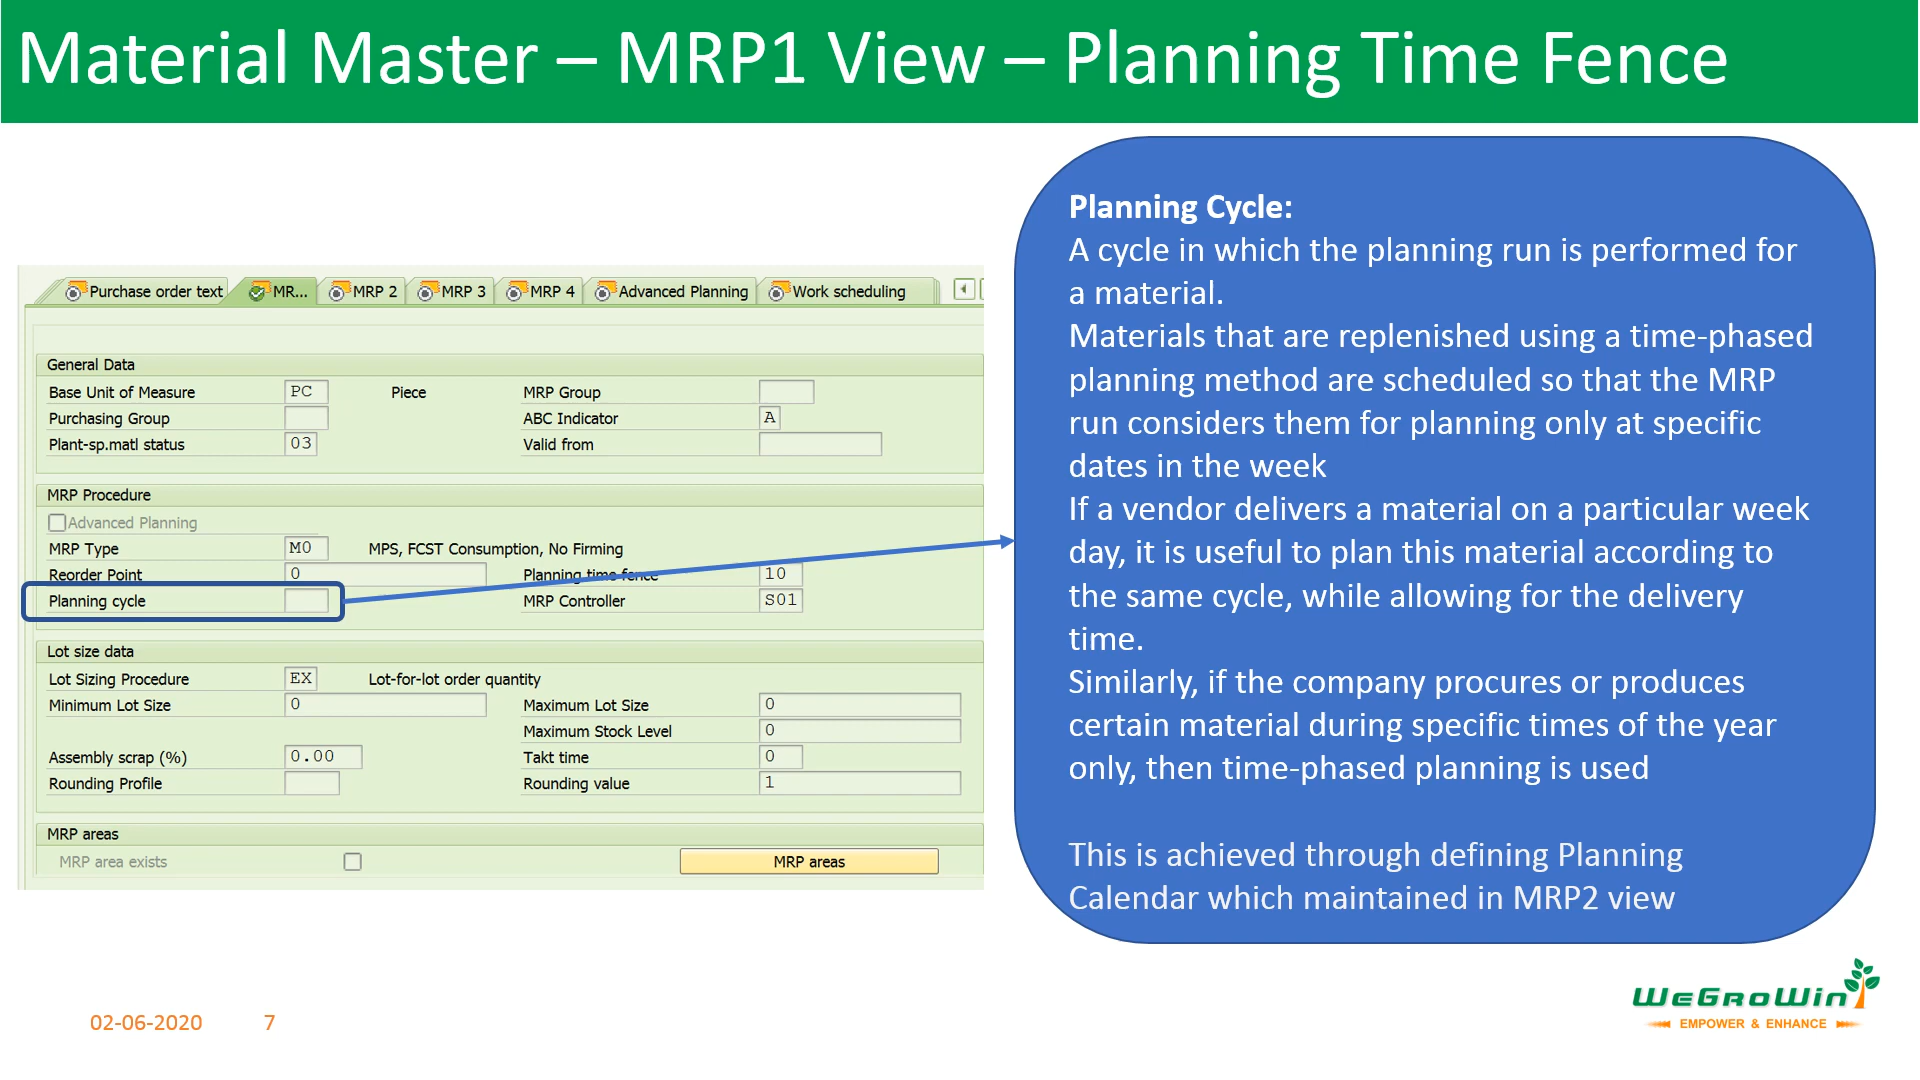 Material Master – MRP1 View – Planning Time Fence
Purchase order text MR... MRP 2 MRP 3 MRP 4 Advanced Planning Work scheduling
General Data
Base Unit of Measure PC Piece MRP Group
Purchasing Group ABC Indicator A
Plant-sp.matl status 03 Valid from
MRP Procedure
Advanced Planning
MRP Type M0 MPS, FCST Consumption, No Firming
Reorder Point 0 Planning time fence 10
Planning cycle MRP Controller S01
Lot size data
Lot Sizing Procedure EX Lot-for-lot order quantity
Minimum Lot Size 0 Maximum Lot Size 0
Maximum Stock Level 0
Assembly scrap (%) 0.00 Takt time 0
Rounding Profile Rounding value 1
MRP areas
MRP area exists MRP areas
Planning Cycle:
A cycle in which the planning run is performed for
a material.
Materials that are replenished using a time-phased
planning method are scheduled so that the MRP
run considers them for planning only at specific
dates in the week
If a vendor delivers a material on a particular week
day, it is useful to plan this material according to
the same cycle, while allowing for the delivery
time.
Similarly, if the company procures or produces
certain material during specific times of the year
only, then time-phased planning is used
This is achieved through defining Planning
Calendar which maintained in MRP2 view
WeGroWin
EMPOWER & ENHANCE
02-06-2020 7